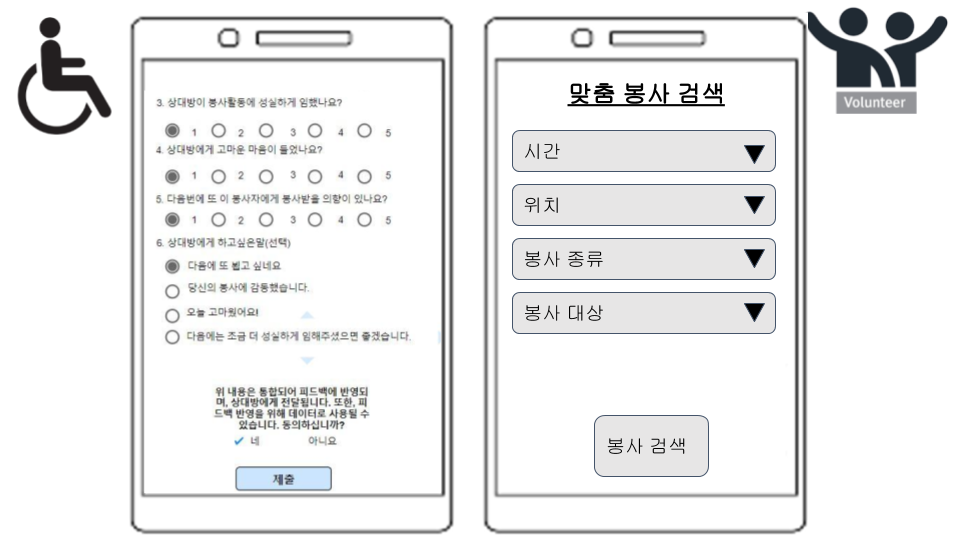 3. 상대방이 봉사활동에 성실하게 임했나요?
1 2 3 4 5
4. 상대방에게 고마운 마음이 들었나요?
1 2 3 4 5
5. 다음번에 또 이 봉사자에게 봉사받을 의향이 있나요?
1 2 3 4 5
6. 상대방에게 하고싶은말(선택)
다음에 또 뵙고 싶네요
당신의 봉사에 감동했습니다.
오늘 고마웠어요!
다음에는 조금 더 성실하게 임해주셨으면 좋겠습니다.
위 내용은 통합되어 피드백에 반영되
며, 상대방에게 전달됩니다. 또한, 피
드백 반영을 위해 데이터로 사용될 수
있습니다. 동의하십니까?
✔ 네 아니요
제출
맞춤 봉사 검색
시간
위치
봉사 종류
봉사 대상
봉사 검색
Volunteer